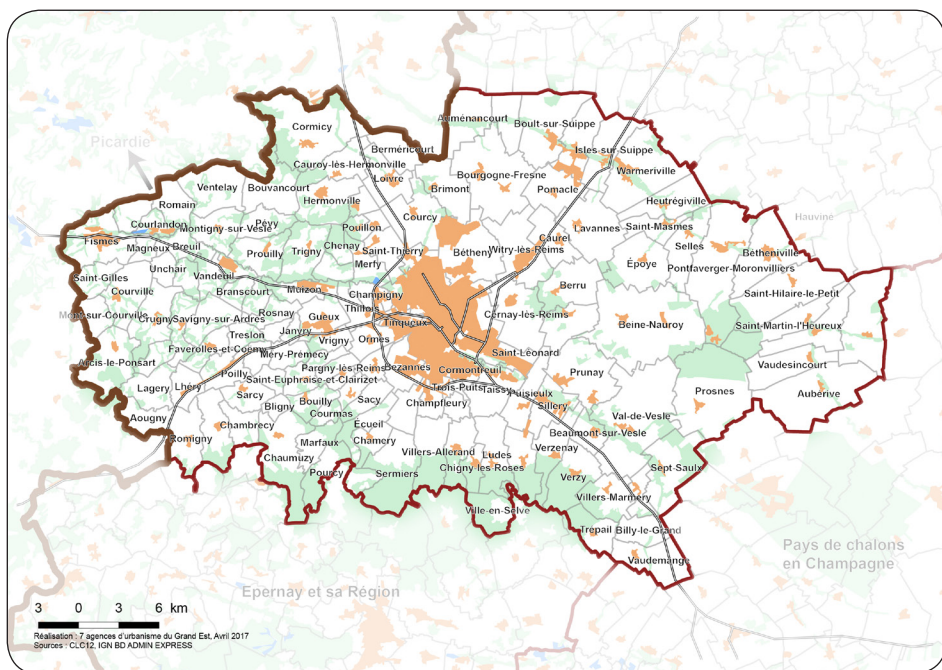 Auménancourt
Boult-sur-Suippe
Cormicy
Picardie
Berméricourt
Isles-sur-Suippe
Cauroy-lès-Hermonville
Warmeriville
Loivre
Bourgogne-Fresne
Ventelay
Bouvancourt
Brimont
Pomacle
Romain
Hermonville
Heutrégiville
Courlandon
Pévy
Courcy
Hauviné
Montigny-sur-Vesle
Pouillon
Lavannes
Saint-Masmes
Fismes
Caurel
Magneux
Breuil
Prouilly
Trigny
Chenay
Saint-Thierry
Bétheny
Witry-lès-Reims
Selles
Bétheniville
Merfy
Époye
Unchair
Pontfaverger-Moronvilliers
Saint-Gilles
Vandeuil
Berru
Courville
Branscourt
Muizon
Champigny
Saint-Hilaire-le-Petit
Mont-sur-Courville
Thillois
Rosnay
Gueux
Cernay-lès-Reims
Crugny
Savigny-sur-Ardres
Tinqueux
Beine-Nauroy
Saint-Martin-l'Heureux
Janvry
Treslon
Vrigny
Ormes
Faverolles-et-Coëmy
Méry-Prémecy
Saint-Léonard
Arcis-le-Ponsart
Pargny-lès-Reims
Bezannes
Cormontreuil
Vaudesincourt
Poilly
Prunay
Saint-Euphraise-et-Clairizet
Lagery
Lhéry
Trois-Puits
Taissy
Prosnes
Sarcy
Bouilly
Sacy
Champfleury
Puisieulx
Auberive
Bligny
Courmas
Sillery
Aougny
Val-de-Vesle
Chambrecy
Écueil
Beaumont-sur-Vesle
Romigny
Marfaux
Chamery
Villers-Allerand
Ludes
Verzenay
Chaumuzy
Chigny-les-Roses
Sept-Saulx
Pourcy
Sermiers
Verzy
Villers-Marmery
Ville-en-Selve
Trépail
Billy-le-Grand
Vaudemange
Pays de chalons
en Champagne
Epernay et sa Région
3 0 3 6 km
Réalisation : 7 agences d'urbanisme du Grand Est, Avril 2017
Sources : CLC12, IGN BD ADMIN EXPRESS